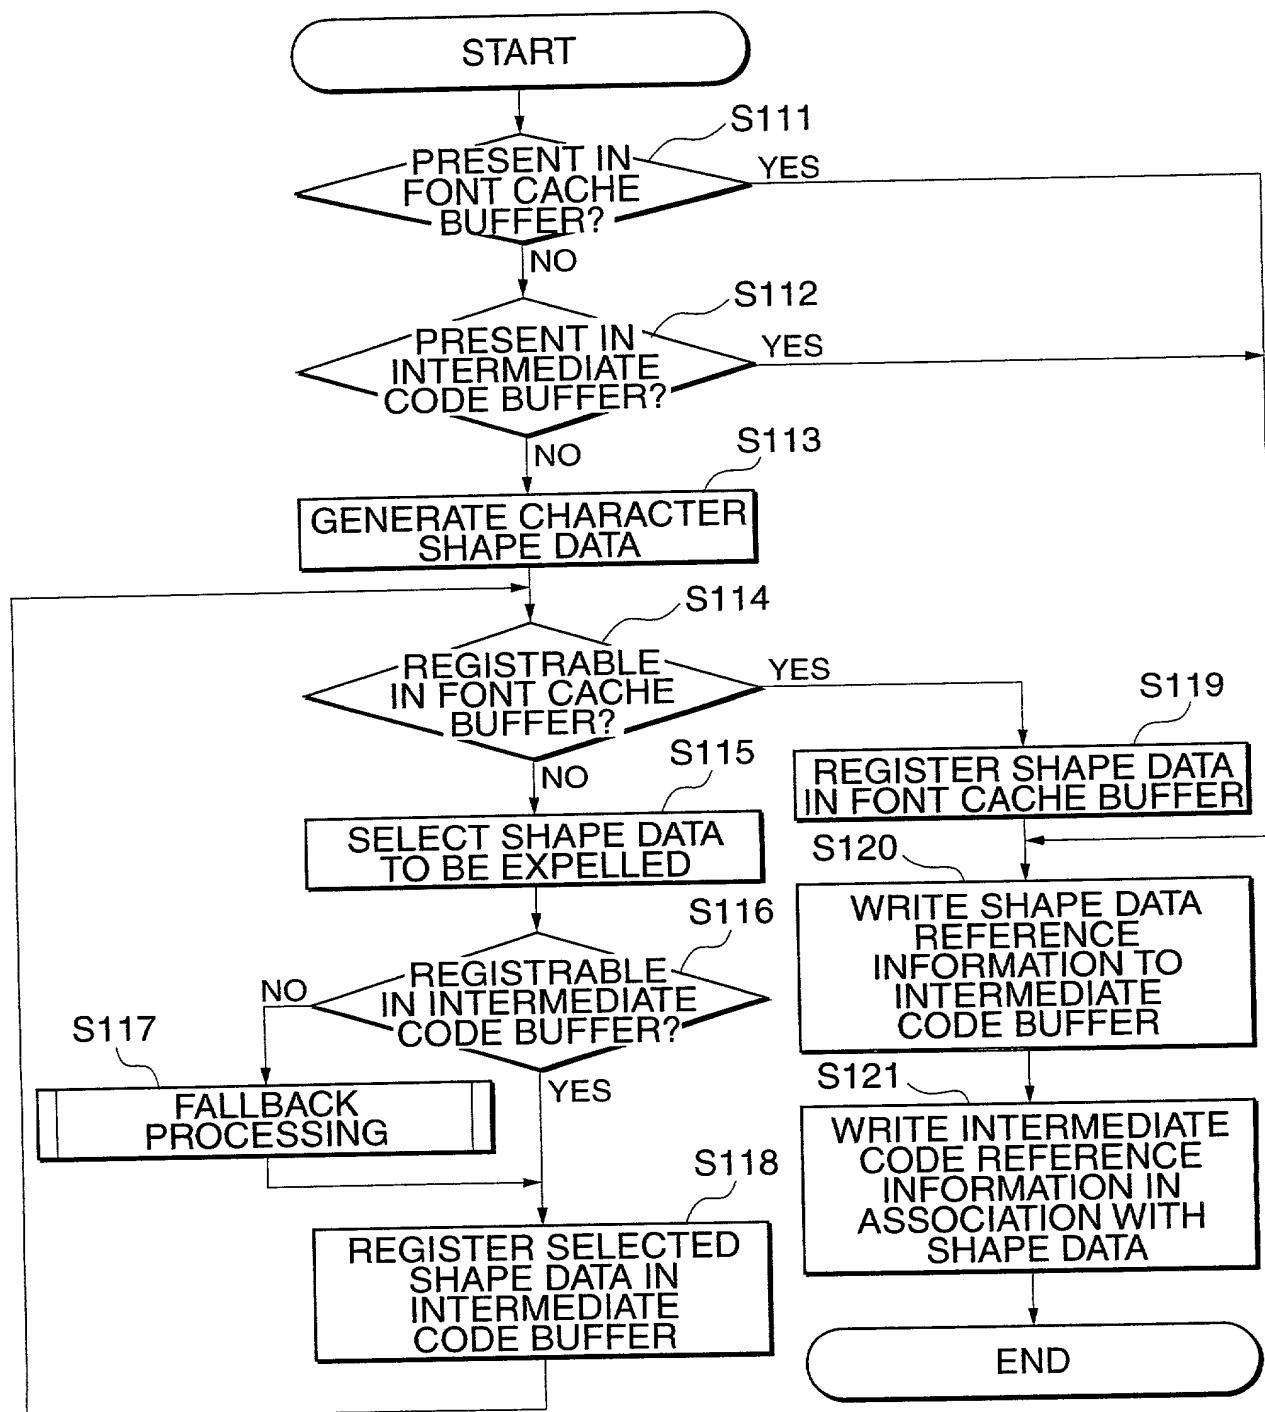 START
S111
PRESENT IN
FONT CACHE
BUFFER?
YES
NO
S112
PRESENT IN
INTERMEDIATE
CODE BUFFER?
YES
NO
S113
GENERATE CHARACTER
SHAPE DATA
S114
REGISTRABLE
IN FONT CACHE
BUFFER?
YES
NO
S115
SELECT SHAPE DATA
TO BE EXPELLED
S116
REGISTRABLE
IN INTERMEDIATE
CODE BUFFER?
NO
YES
S117
FALLBACK
PROCESSING
S118
REGISTER SELECTED
SHAPE DATA IN
INTERMEDIATE
CODE BUFFER
S119
REGISTER SHAPE DATA
IN FONT CACHE BUFFER
S120
WRITE SHAPE DATA
REFERENCE
INFORMATION TO
INTERMEDIATE
CODE BUFFER
S121
WRITE INTERMEDIATE
CODE REFERENCE
INFORMATION IN
ASSOCIATION WITH
SHAPE DATA
END